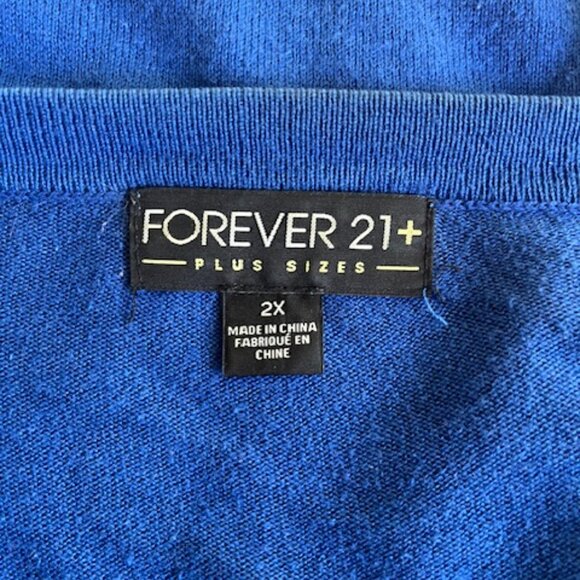 FOREVER 21+
PLUS SIZES
2X
MADE IN CHINA
FABRIQUÉ EN
CHINE